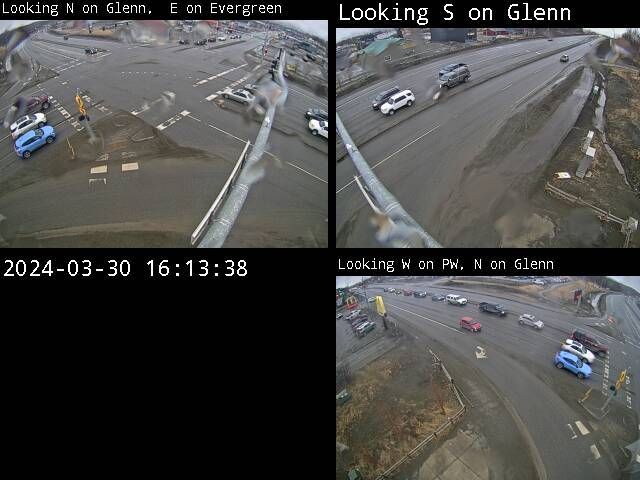 Looking N on Glenn,  E on Evergreen
Looking S on Glenn
2024-03-30 16:13:38
Looking W on PW, N on Glenn